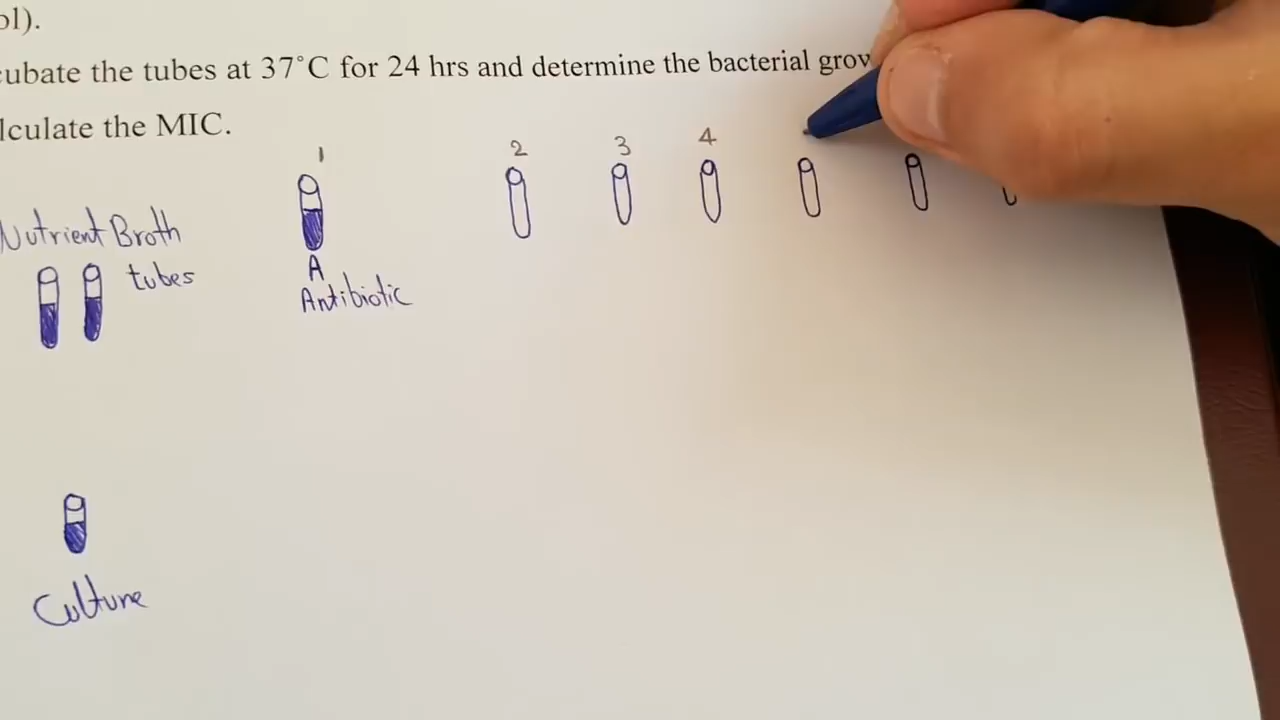 ol).
cubate the tubes at 37°C for 24 hrs and determine the bacterial grow
lculate the MIC.
1 2 3 4
Nutrient Broth
tubes
A
Antibiotic
Culture